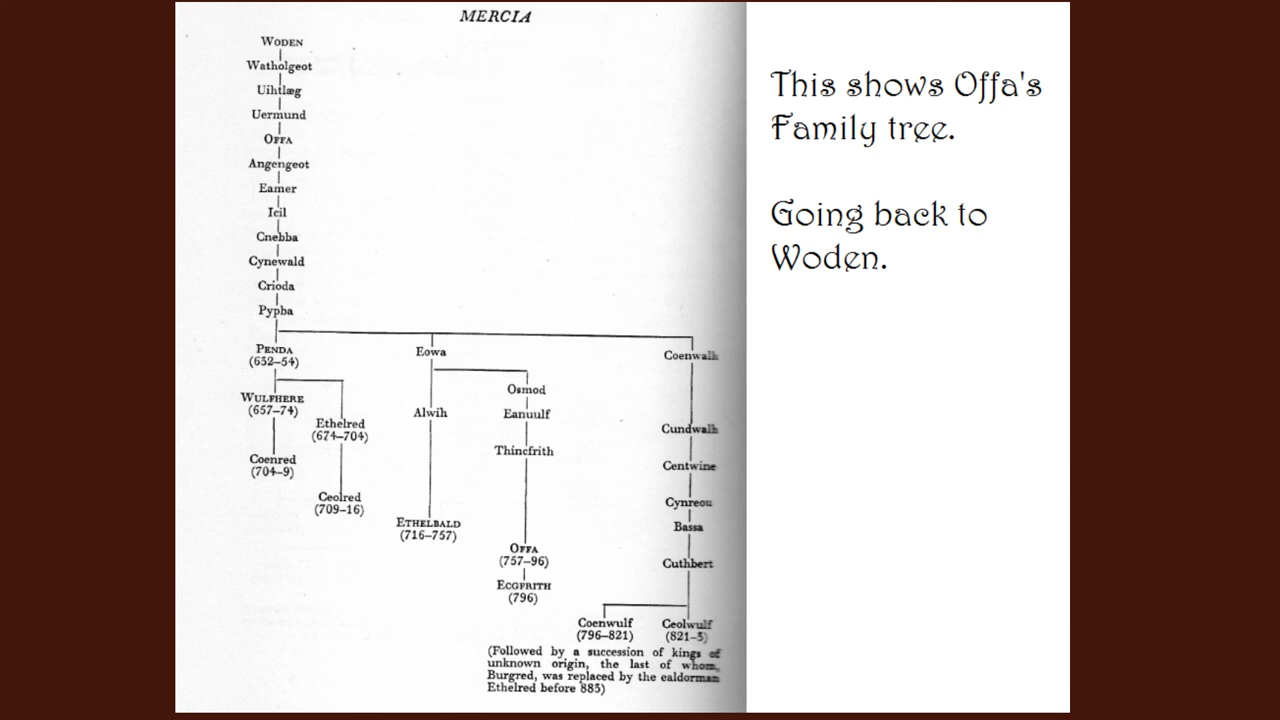 MERCIA
WODEN
Watholgeot
Uihtlæg
Uermund
OFFA
Angengeot
Eamer
Icil
Cnebba
Cynewald
Crioda
Pypba
PENDA
(632–54)
Eowa
Coenwalh
WULFHERE
(657–74)
Ethelred
(674–704)
Alwih
Osmod
Eanuulf
Thincfrith
Cundwalh
Centwine
Cynreou
Bassa
Cuthbert
Coenred
(704–9)
Ceolred
(709–16)
ETHELBALD
(716–757)
OFFA
(757–96)
ECGFRITH
(796)
Coenwulf
(796–821)
Ceolwulf
(821–3)
(Followed by a succession of kings of
unknown origin, the last of whom,
Burgred, was replaced by the ealdorman
Ethelred before 883)
This shows Offa's
Family tree.
Going back to
Woden.